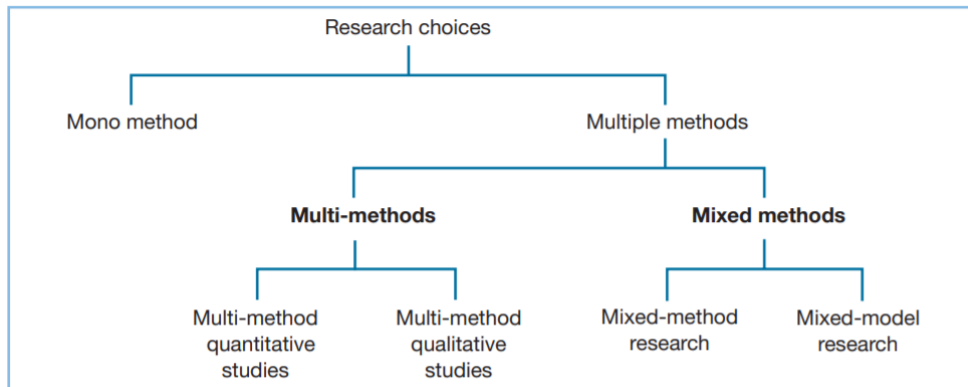 Research choices
Mono method
Multiple methods
Multi-methods
Mixed methods
Multi-method
quantitative
studies
Multi-method
qualitative
studies
Mixed-method
research
Mixed-model
research